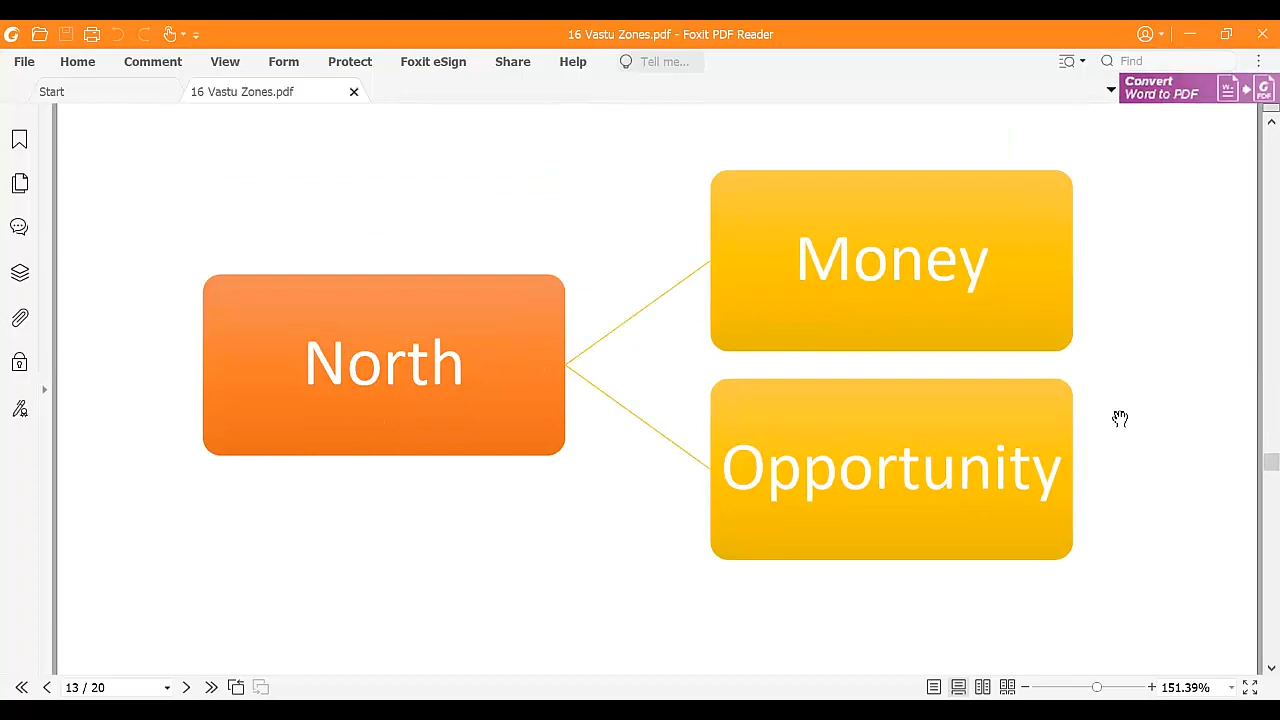 16 Vastu Zones.pdf - Foxit PDF Reader
File Home Comment View Form Protect Foxit eSign Share Help Tell me... Find
Start 16 Vastu Zones.pdf
Convert
Word to PDF
Money
North
Opportunity
13 / 20
151.39%